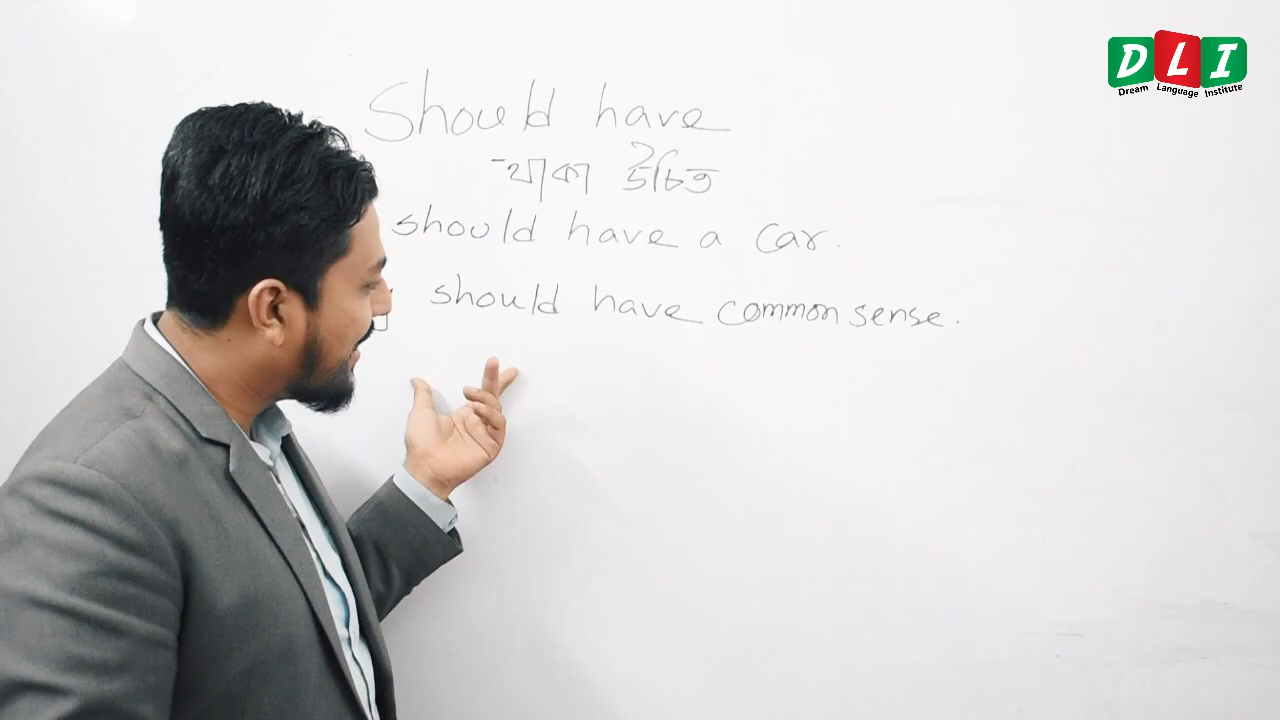 DLI
Dream Language Institute
Should have
থাকা উচিত
should have a car.
should have common sense.